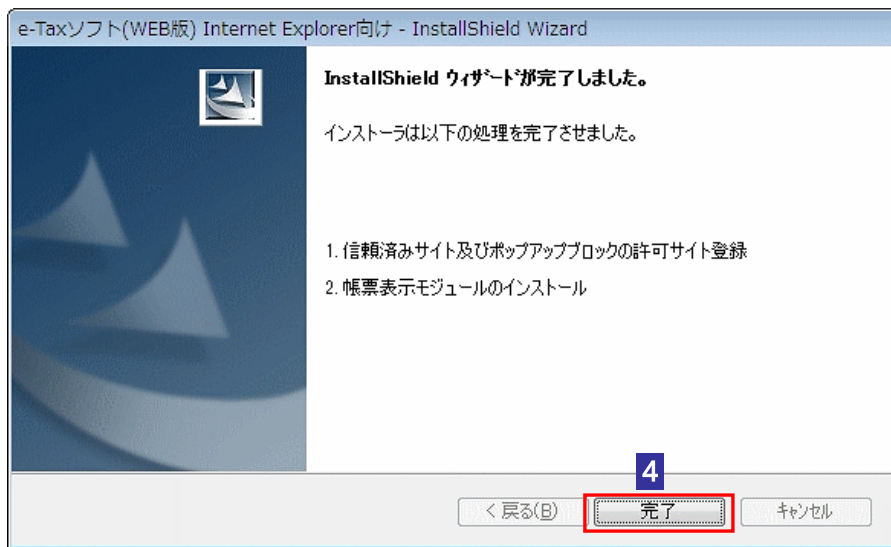 e-Taxソフト(WEB版) Internet Explorer向け - InstallShield Wizard
InstallShield ウィザードが完了しました。
インストーラは以下の処理を完了させました。
1. 信頼済みサイト及びポップアップブロックの許可サイト登録
2. 帳票表示モジュールのインストール
4
< 戻る(B) 完了 キャンセル